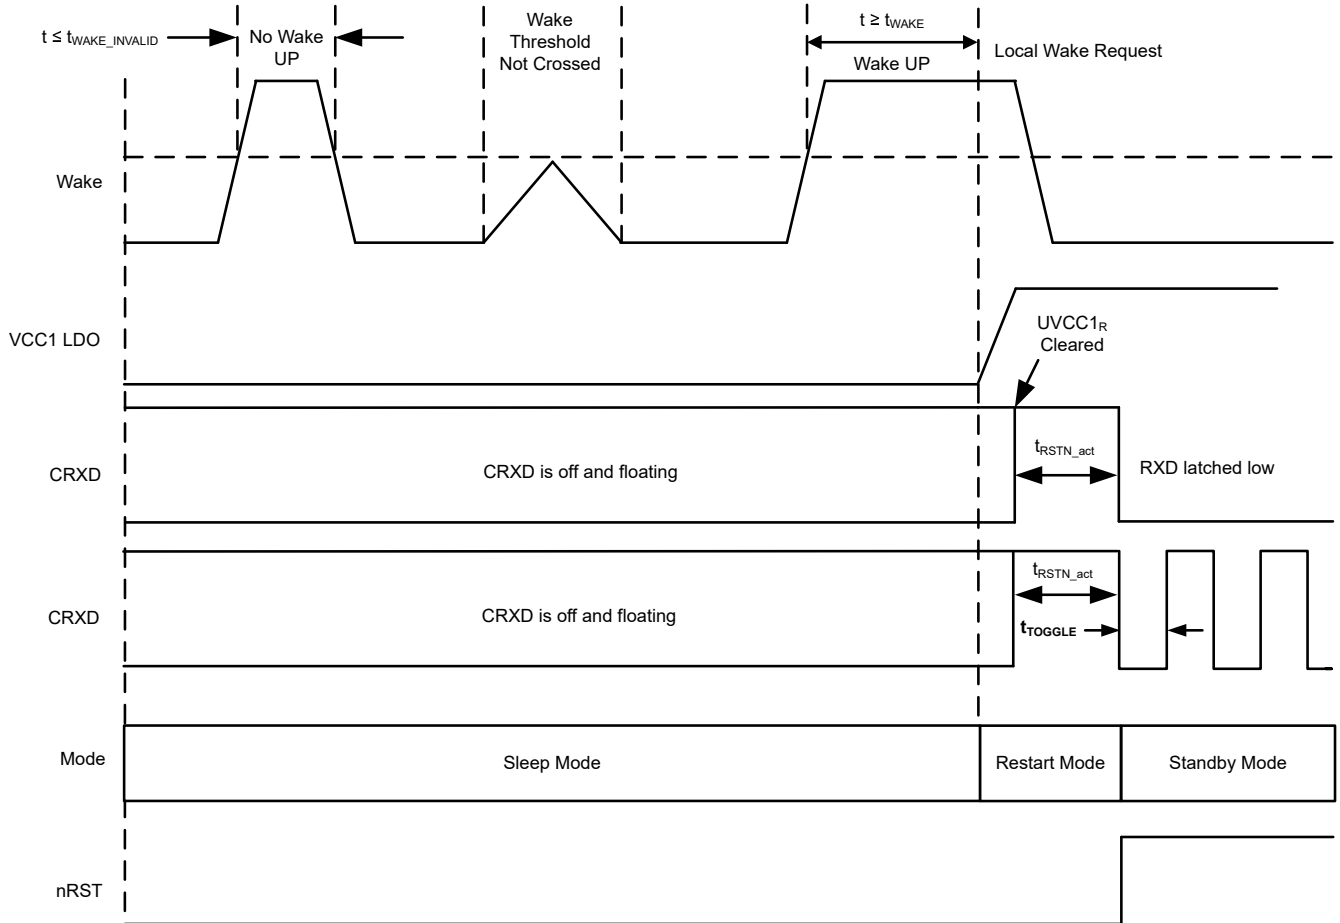 t ≤ tWAKE_INVALID
No Wake
UP
Wake
Threshold
Not Crossed
t ≥ tWAKE
Wake UP
Local Wake Request
Wake
VCC1 LDO
UVCC1R
Cleared
CRXD
CRXD is off and floating
tRSTN_act
RXD latched low
CRXD
CRXD is off and floating
tRSTN_act
tTOGGLE
Mode
Sleep Mode
Restart Mode
Standby Mode
nRST